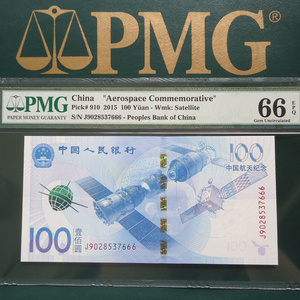 PMG®
PMG
PAPER MONEY GUARANTY
China "Aerospace Commemorative"
Pick# 910 2015 100 Yüan - Wmk: Satellite
S/N J9028537666 - Peoples Bank of China
66 EPQ
Gem Uncirculated
中国人民银行
100
中国航天纪念
100 壹佰圆
J9028537666